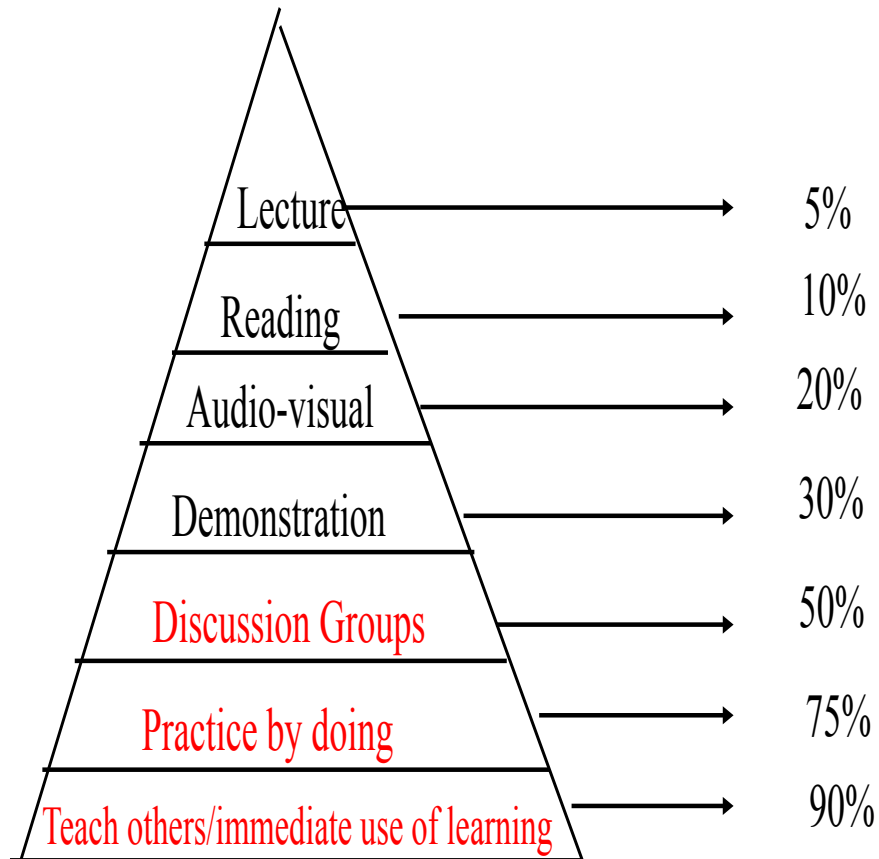 Lecture 5%
Reading 10%
Audio-visual 20%
Demonstration 30%
Discussion Groups 50%
Practice by doing 75%
Teach others/immediate use of learning 90%